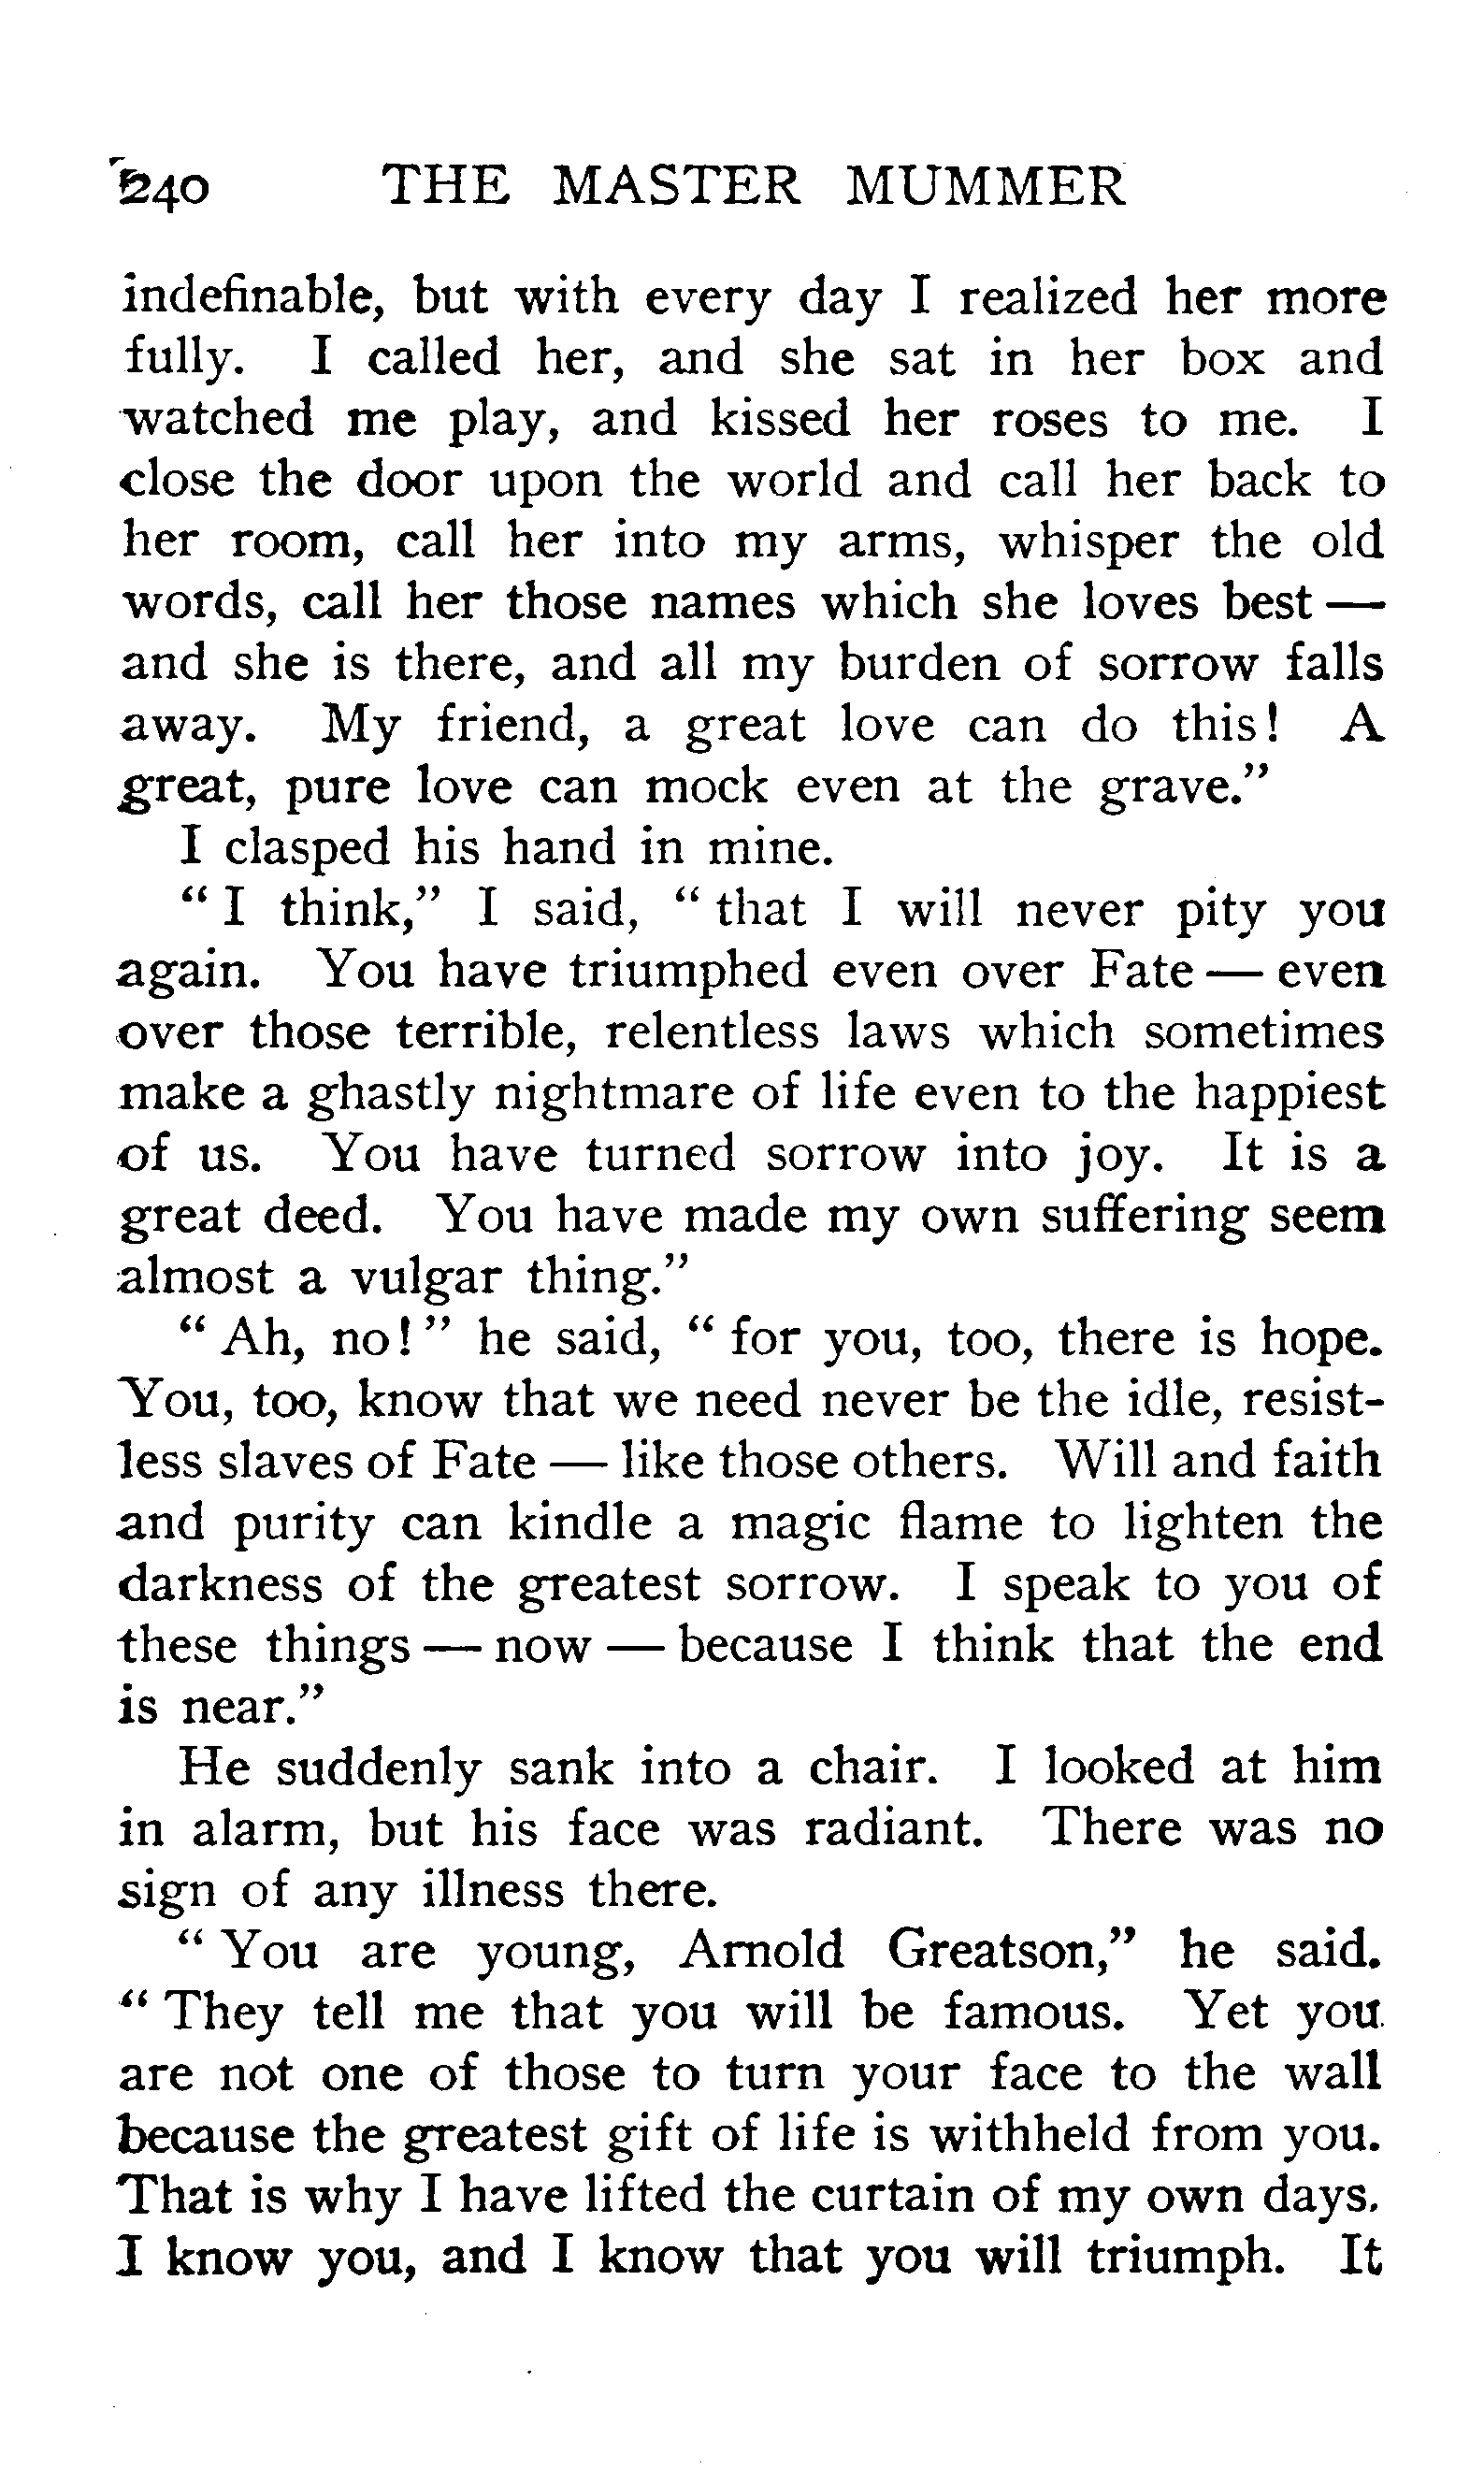 240 THE MASTER MUMMER
indefinable, but with every day I realized her more
fully. I called her, and she sat in her box and
watched me play, and kissed her roses to me. I
close the door upon the world and call her back to
her room, call her into my arms, whisper the old
words, call her those names which she loves best —
and she is there, and all my burden of sorrow falls
away. My friend, a great love can do this! A
great, pure love can mock even at the grave."
I clasped his hand in mine.
" I think," I said, " that I will never pity you
again. You have triumphed even over Fate — even
over those terrible, relentless laws which sometimes
make a ghastly nightmare of life even to the happiest
of us. You have turned sorrow into joy. It is a
great deed. You have made my own suffering seem
almost a vulgar thing."
" Ah, no! " he said, " for you, too, there is hope.
You, too, know that we need never be the idle, resist-
less slaves of Fate — like those others. Will and faith
and purity can kindle a magic flame to lighten the
darkness of the greatest sorrow. I speak to you of
these things — now — because I think that the end
is near."
He suddenly sank into a chair. I looked at him
in alarm, but his face was radiant. There was no
sign of any illness there.
" You are young, Arnold Greatson," he said.
" They tell me that you will be famous. Yet you
are not one of those to turn your face to the wall
because the greatest gift of life is withheld from you.
That is why I have lifted the curtain of my own days.
I know you, and I know that you will triumph. It